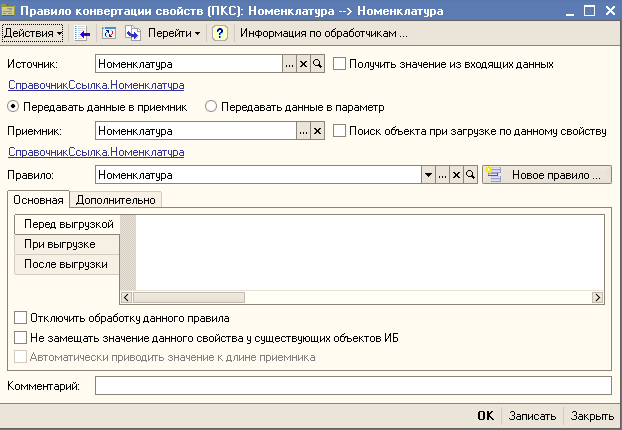 Правило конвертации свойств (ПКС): Номенклатура --> Номенклатура
Действия Перейти ? Информация по обработчикам ...
Источник: Номенклатура ... Получить значение из входящих данных
СправочникСсылка.Номенклатура
Передавать данные в приемник Передавать данные в параметр
Приемник: Номенклатура ... Поиск объекта при загрузке по данному свойству
СправочникСсылка.Номенклатура
Правило: Номенклатура ... Новое правило ...
Основная Дополнительно
Перед выгрузкой
При выгрузке
После выгрузки
Отключить обработку данного правила
Не замещать значение данного свойства у существующих объектов ИБ
Автоматически приводить значение к длине приемника
Комментарий:
OK Записать Закрыть